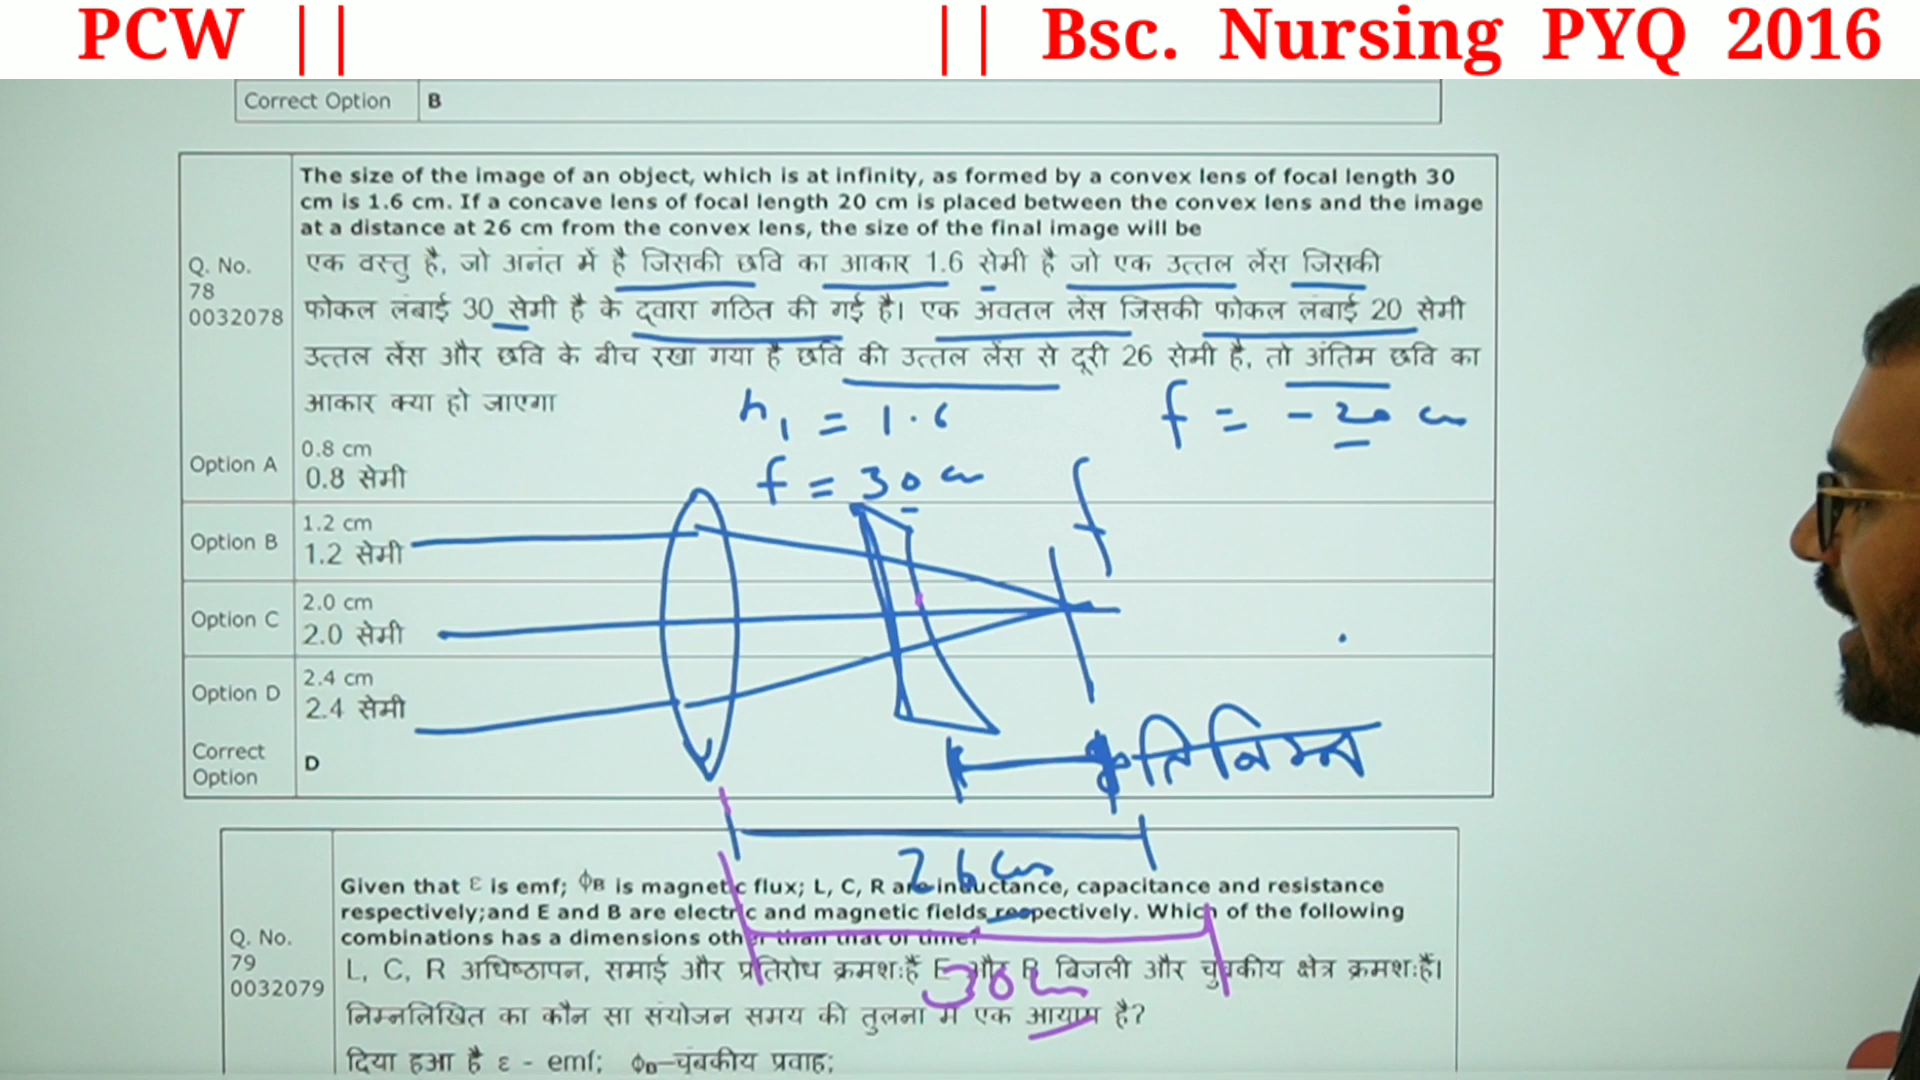 PCW || || Bsc. Nursing PYQ 2016
Correct Option B
The size of the image of an object, which is at infinity, as formed by a convex lens of focal length 30
cm is 1.6 cm. If a concave lens of focal length 20 cm is placed between the convex lens and the image
at a distance at 26 cm from the convex lens, the size of the final image will be
Q. No.
78
0032078
एक वस्तु है, जो अनंत में है जिसकी छवि का आकार 1.6 सेमी है जो एक उत्तल लेंस जिसकी
फोकल लंबाई 30 सेमी है के द्वारा गठित की गई है। एक अवतल लेंस जिसकी फोकल लंबाई 20 सेमी
उत्तल लेंस और छवि के बीच रखा गया है छवि की उत्तल लेंस से दूरी 26 सेमी है, तो अंतिम छवि का
आकार क्या हो जाएगा
h₁ = 1.6
f = -20 cm
f = 30 cm
f
Option A
0.8 cm
0.8 सेमी
Option B
1.2 cm
1.2 सेमी
Option C
2.0 cm
2.0 सेमी
Option D
2.4 cm
2.4 सेमी
Correct
Option
D
प्रतिबिम्ब
26 cm
Q. No.
79
0032079
Given that ε is emf; ΦB is magnetic flux; L, C, R are inductance, capacitance and resistance
respectively;and E and B are electric and magnetic fields respectively. Which of the following
combinations has a dimensions other than that of time?
L, C, R अधिष्ठापन, समाई और प्रतिरोध क्रमशःहैं E और B बिजली और चुंबकीय क्षेत्र क्रमशःहैं।
30 cm
निम्नलिखित का कौन सा संयोजन समय की तुलना में एक आयाम है?
दिया हुआ है ε - emf; ΦB–चुंबकीय प्रवाह;